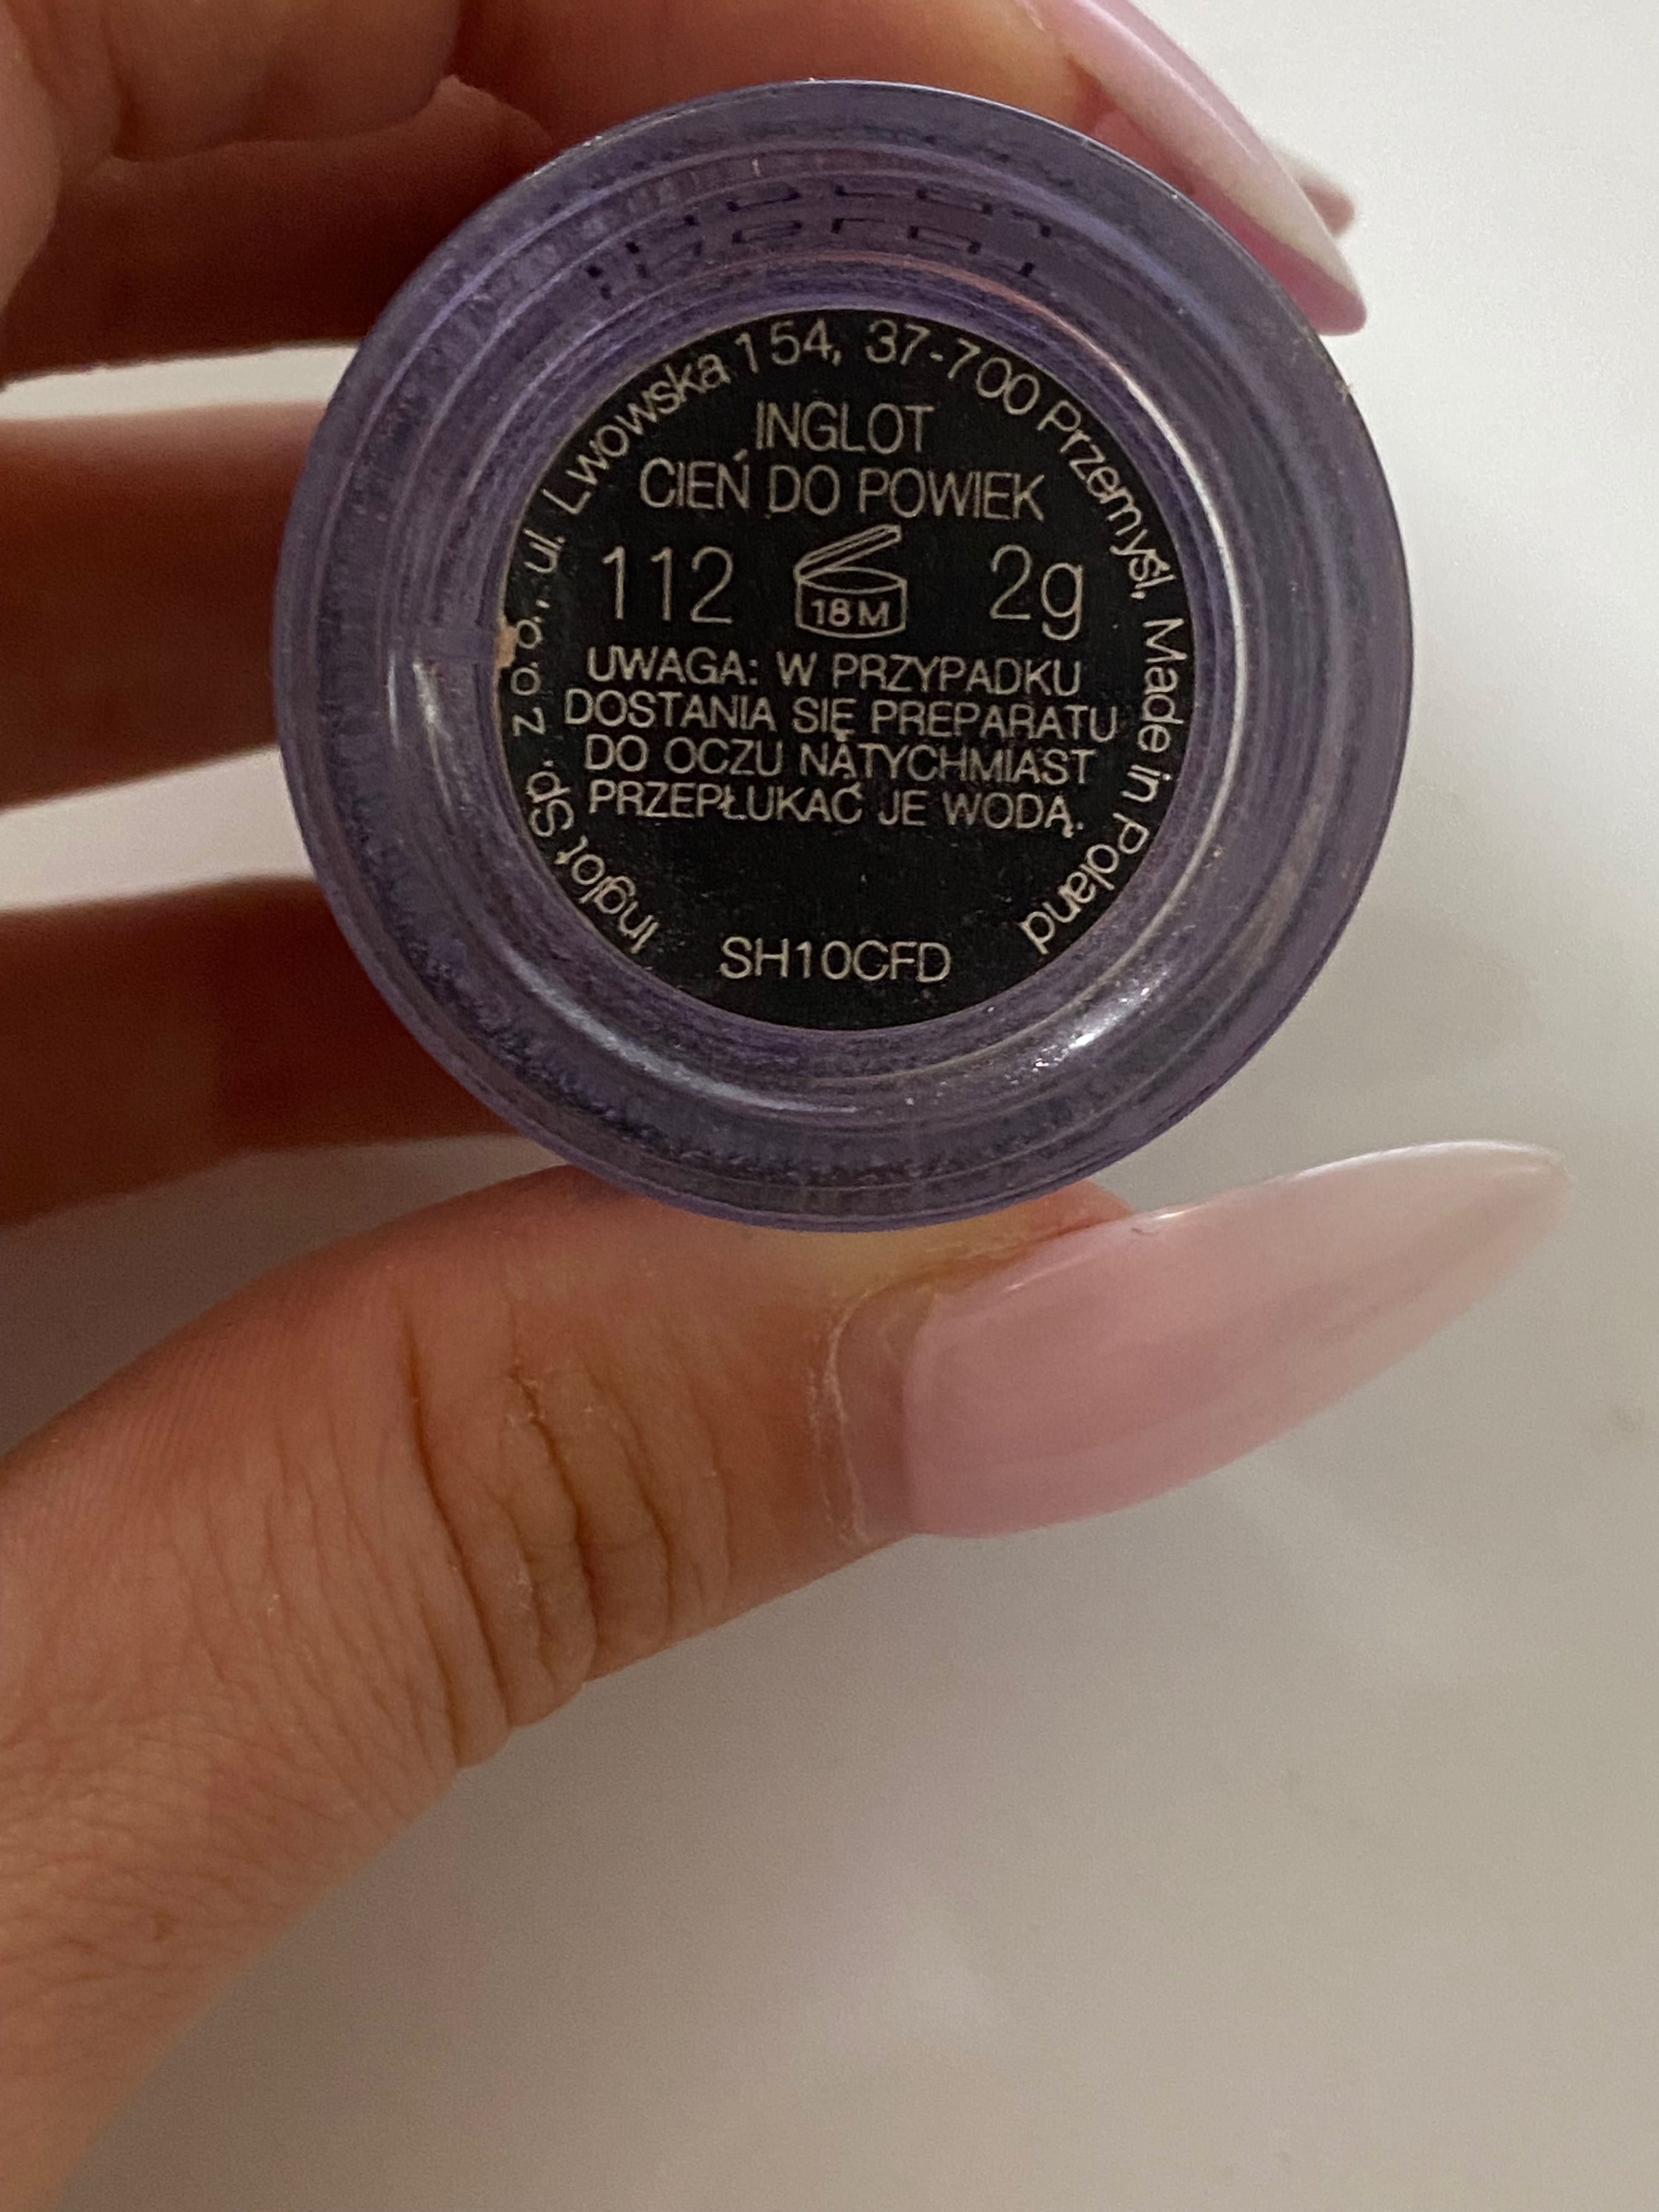 Inglot Sp. z o.o., ul. Lwowska 154, 37-700 Przemyśl, Made in Poland
INGLOT
CIEŃ DO POWIEK
112 18M 2g
UWAGA: W PRZYPADKU
DOSTANIA SIĘ PREPARATU
DO OCZU NATYCHMIAST
PRZEPŁUKAĆ JE WODĄ.
SH10CFD